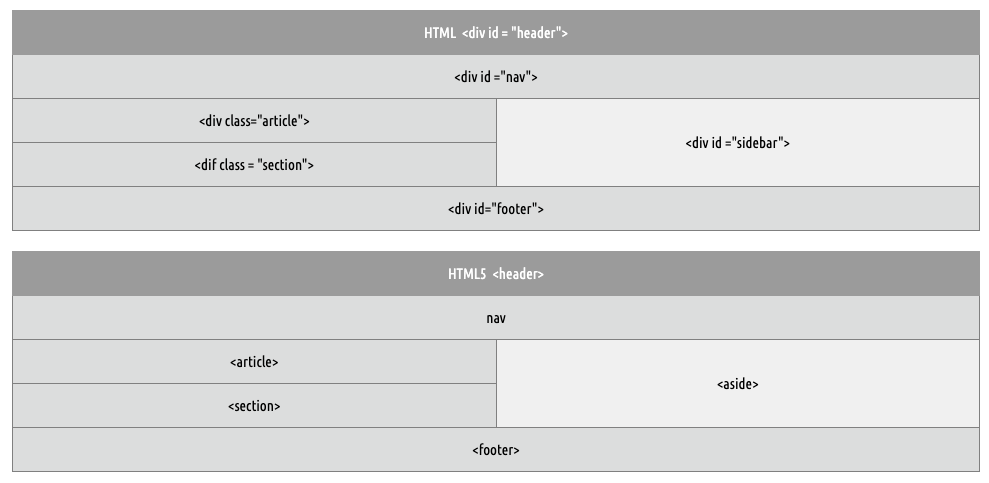 HTML <div id = "header">
<div id ="nav">
<div class="article">
<div id ="sidebar">
<dif class = "section">
<div id="footer">
HTML5 <header>
nav
<article>
<aside>
<section>
<footer>